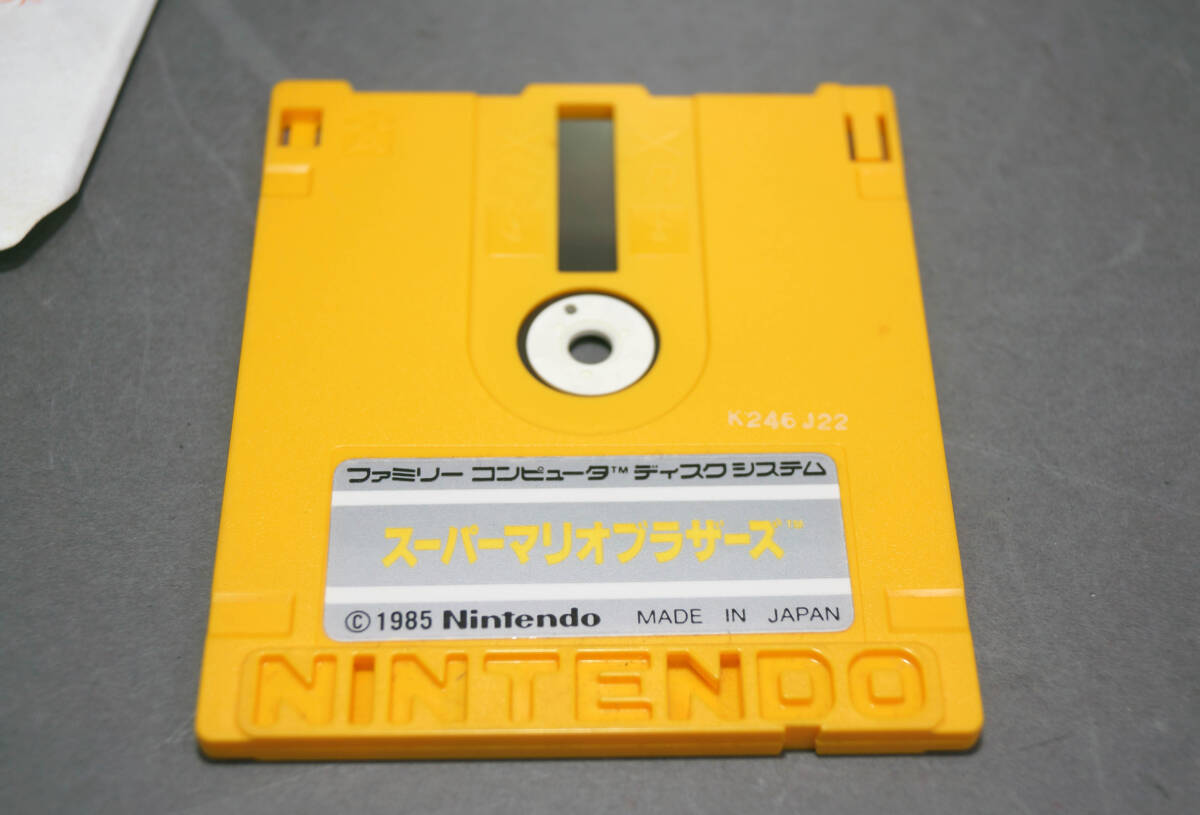 K246J22
ファミリー コンピュータ™ ディスクシステム
スーパーマリオブラザーズ™
© 1985 Nintendo MADE IN JAPAN
NINTENDO